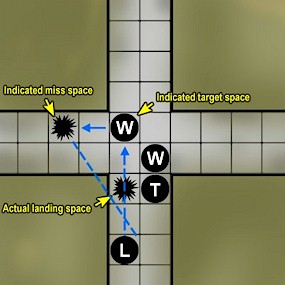 Indicated miss space
Indicated target space
W
W
T
Actual landing space
L